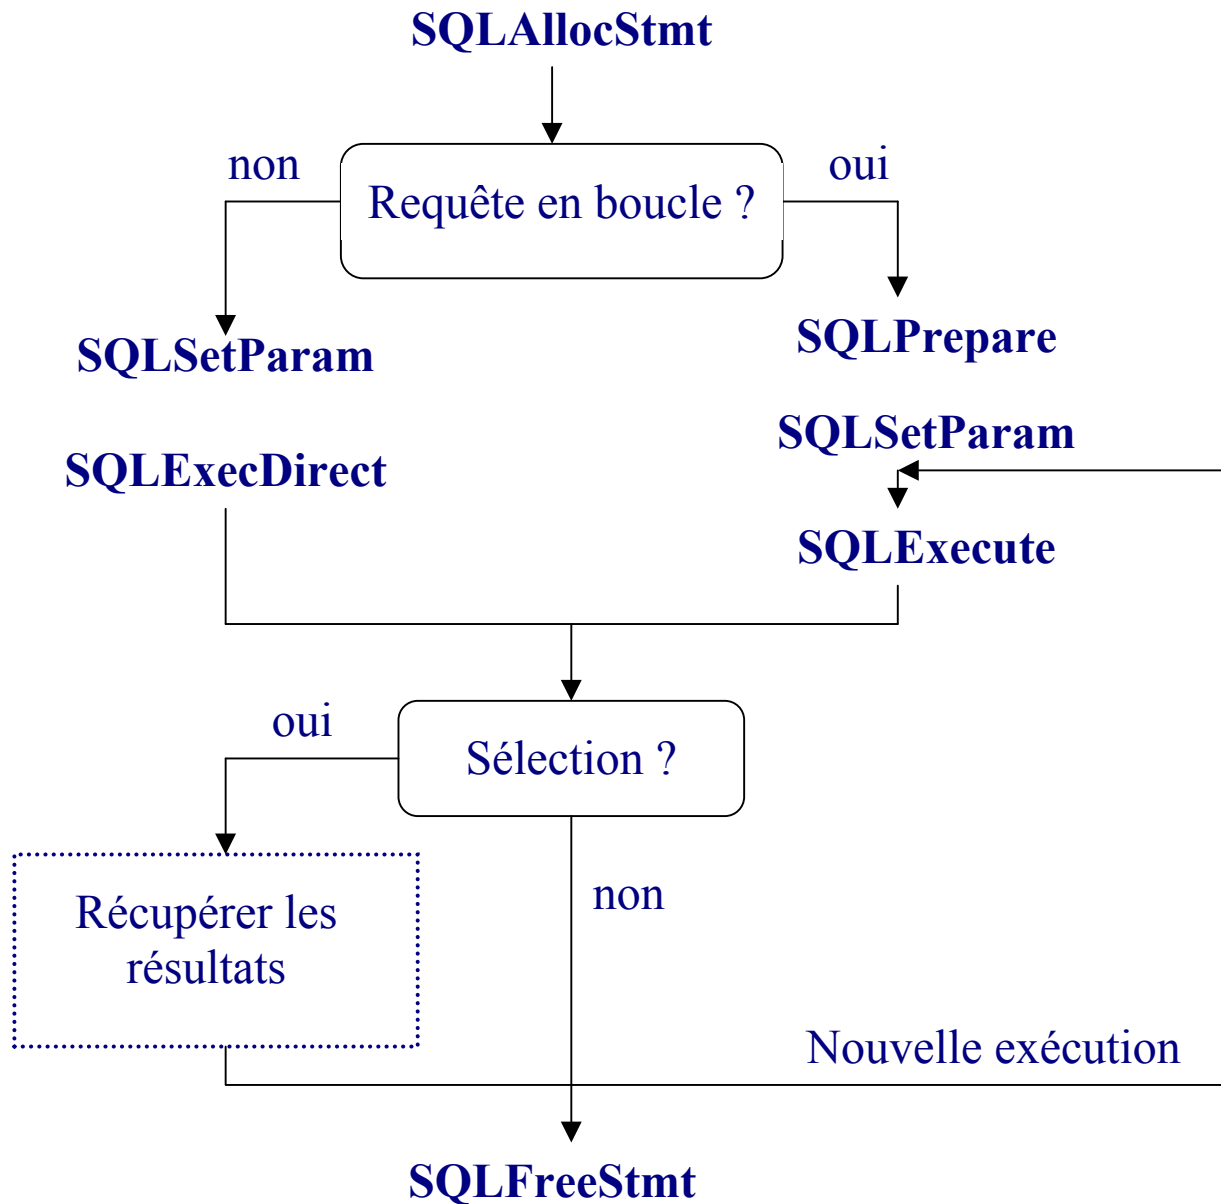 SQLAllocStmt
non
oui
Requête en boucle ?
SQLSetParam
SQLPrepare
SQLSetParam
SQLExecDirect
SQLExecute
oui
Sélection ?
non
Récupérer les
résultats
Nouvelle exécution
SQLFreeStmt